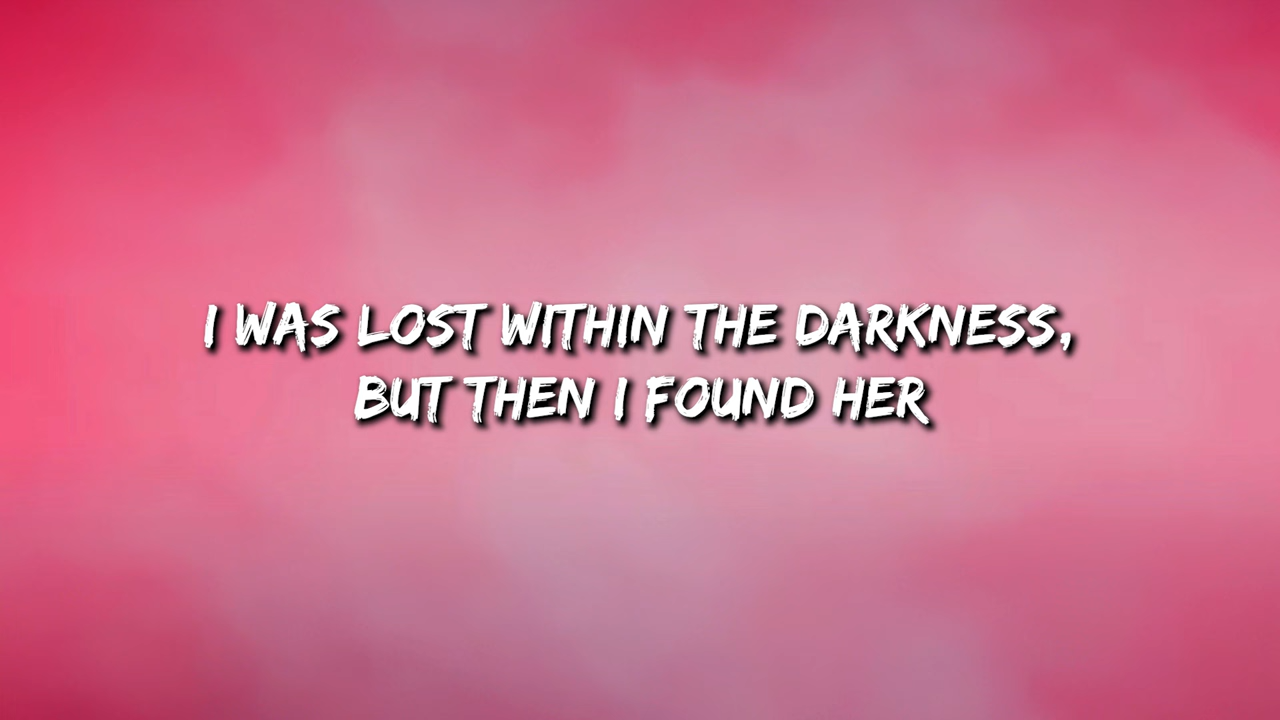 I WAS LOST WITHIN THE DARKNESS,
BUT THEN I FOUND HER